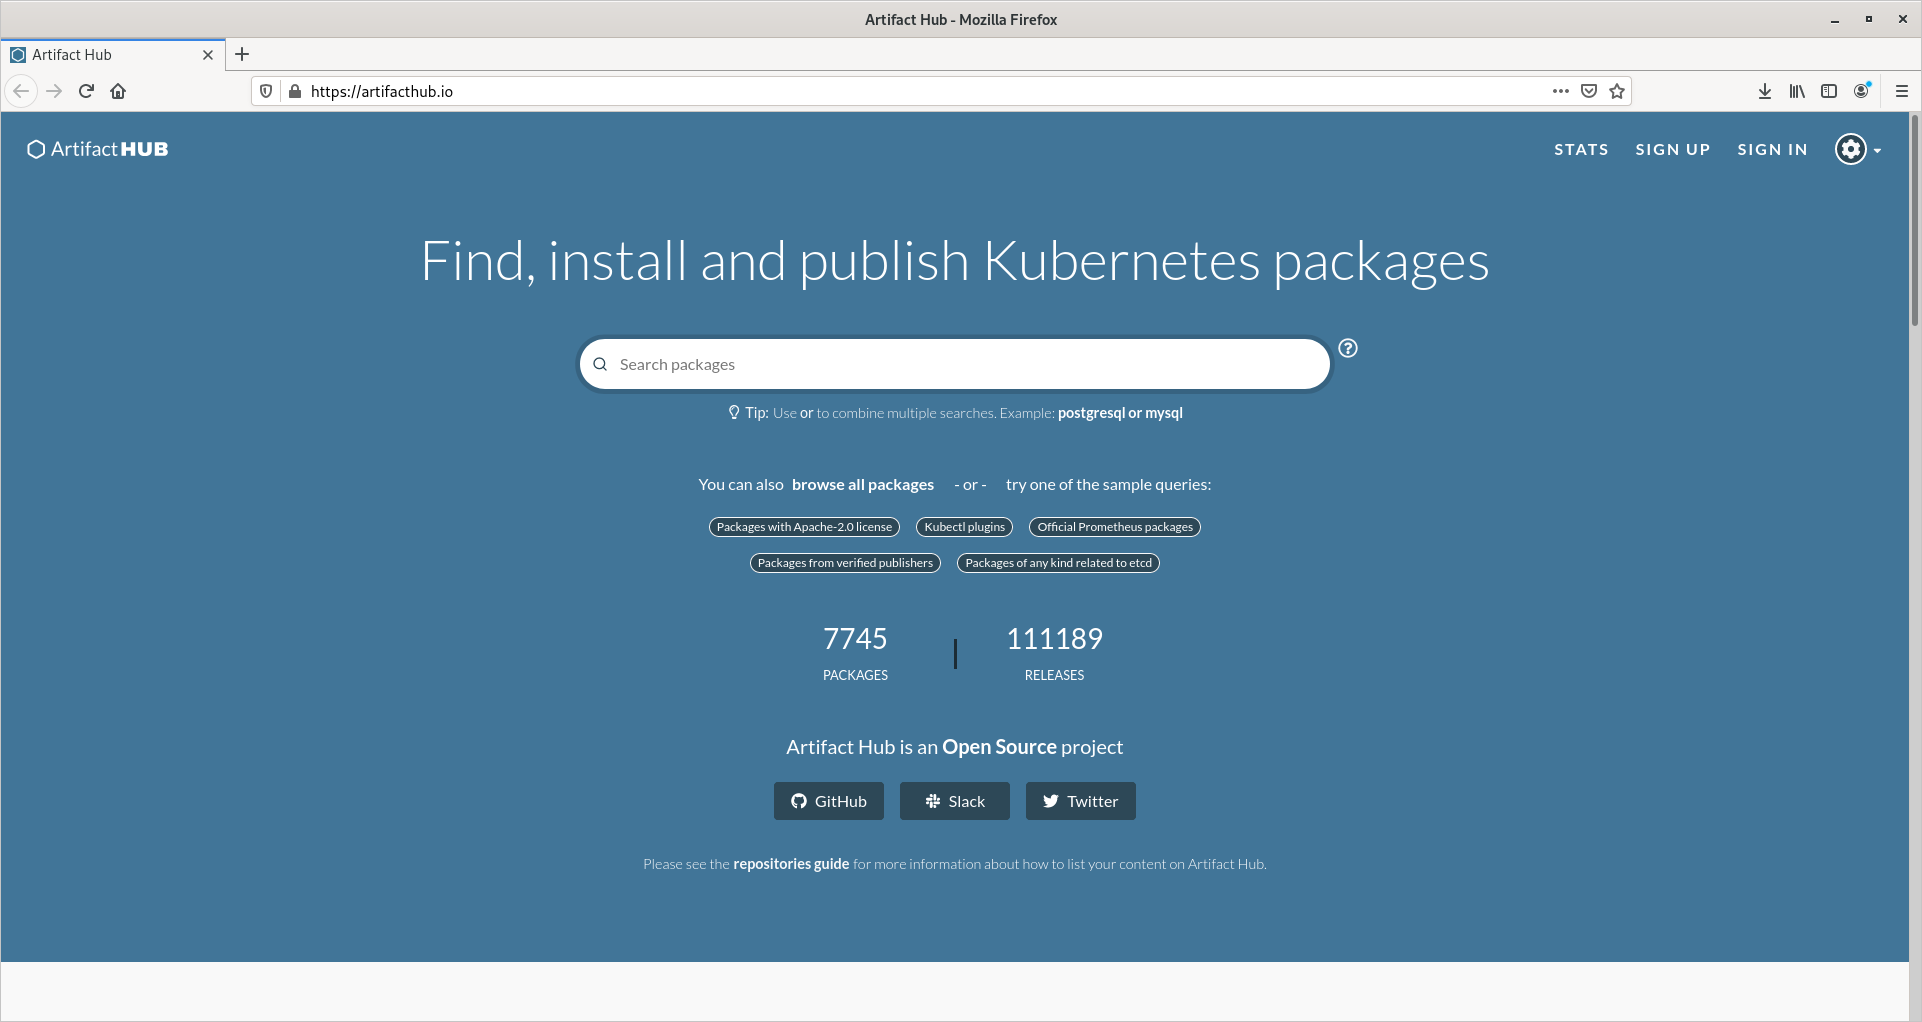 Artifact Hub - Mozilla Firefox
Artifact Hub
https://artifacthub.io
Artifact HUB
STATS SIGN UP SIGN IN
Find, install and publish Kubernetes packages
Search packages
Tip: Use or to combine multiple searches. Example: postgresql or mysql
You can also browse all packages - or - try one of the sample queries:
Packages with Apache-2.0 license Kubectl plugins Official Prometheus packages
Packages from verified publishers Packages of any kind related to etcd
7745 111189
PACKAGES RELEASES
Artifact Hub is an Open Source project
GitHub Slack Twitter
Please see the repositories guide for more information about how to list your content on Artifact Hub.